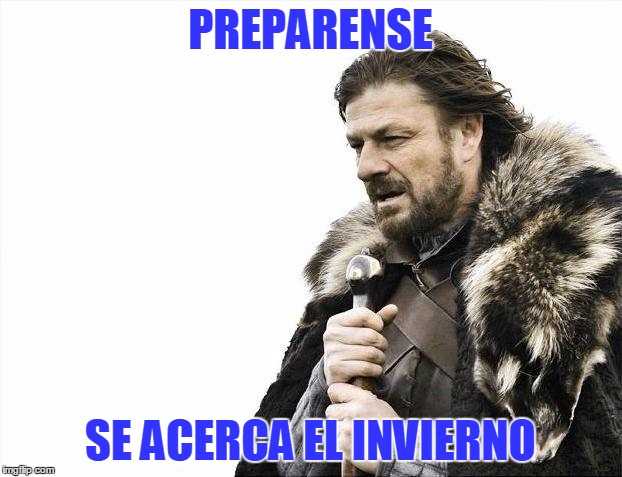 PREPARENSE
SE ACERCA EL INVIERNO
imgflip.com